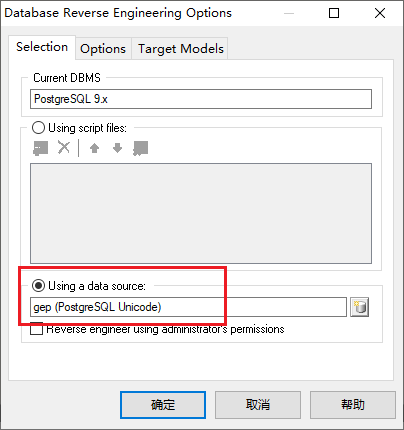 Database Reverse Engineering Options
Selection Options Target Models
Current DBMS
PostgreSQL 9.x
Using script files:
Using a data source:
gep (PostgreSQL Unicode)
Reverse engineer using administrator's permissions
确定 取消 帮助